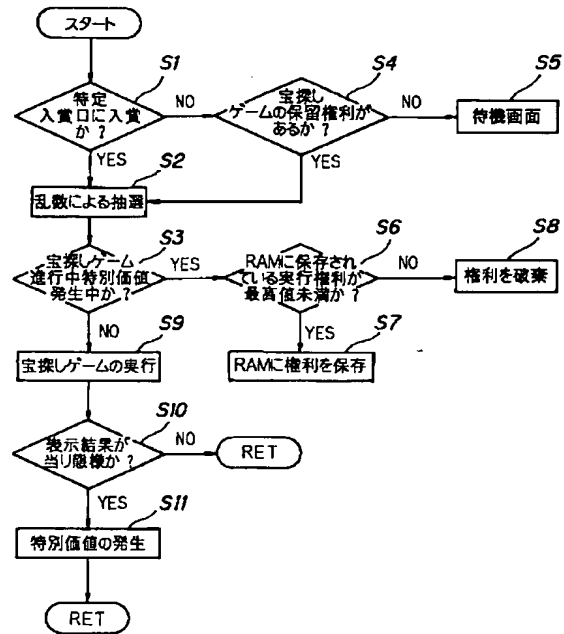 スタート
S1
特定
入賞口に入賞
か?
NO
YES
S4
宝探し
ゲームの保留権利が
あるか?
NO
YES
S5
待機画面
S2
乱数による抽選
S3
宝探しゲーム
進行中特別価値
発生中か?
YES
NO
S6
RAMに保存され
ている実行権利が
最高値未満か?
NO
YES
S8
権利を破棄
S7
RAMに権利を保存
S9
宝探しゲームの実行
S10
表示結果が
当り態様か?
NO
YES
RET
S11
特別価値の発生
RET